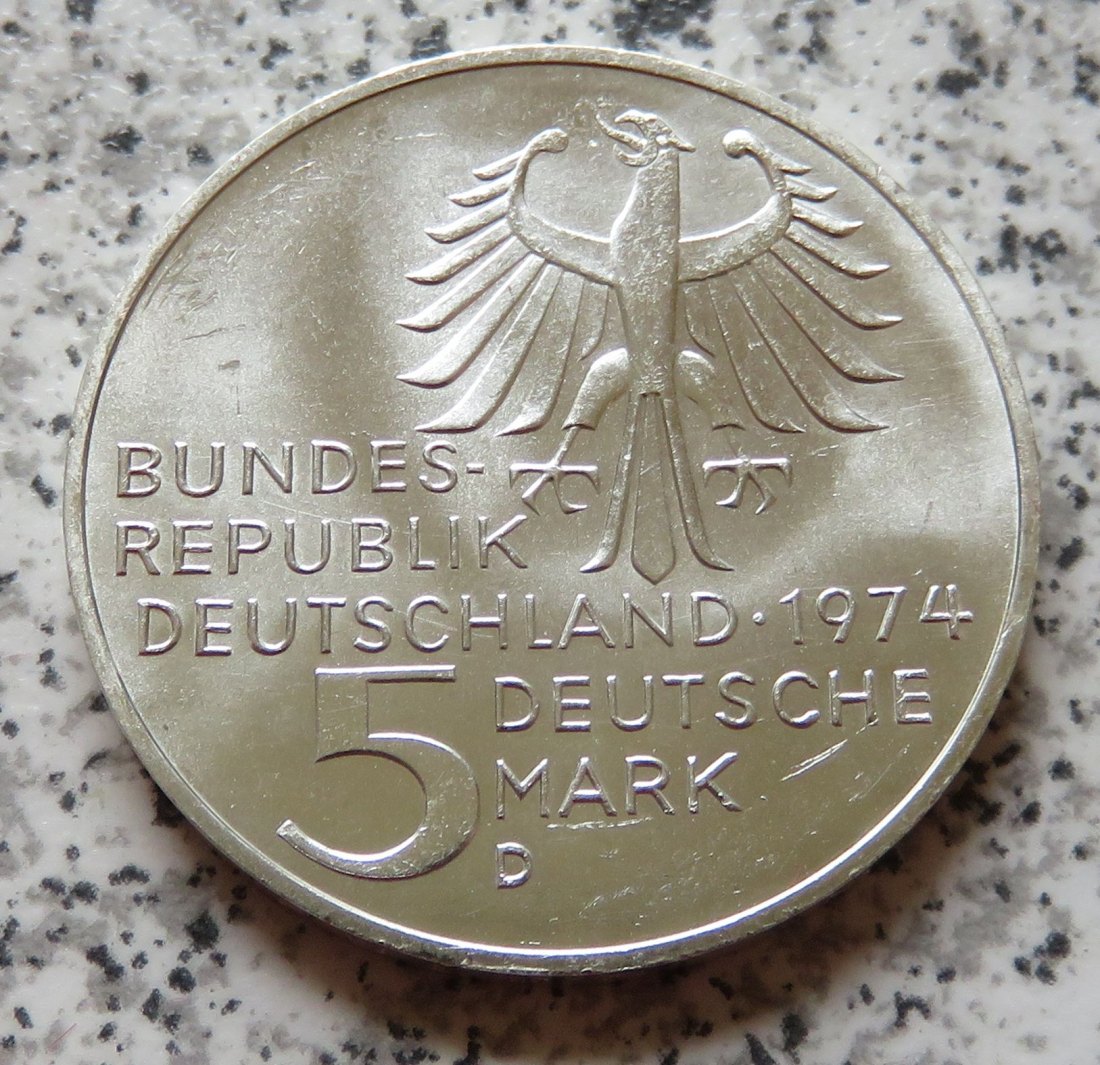 BUNDES-
REPUBLIK
DEUTSCHLAND · 1974
5 DEUTSCHE
MARK
D